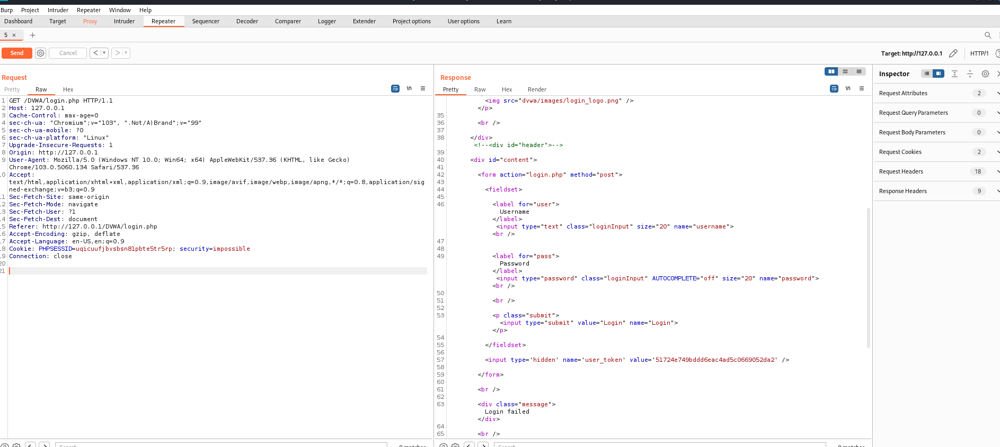 Burp Project Intruder Repeater Window Help
Dashboard Target Proxy Intruder Repeater Sequencer Decoder Comparer Logger Extender Project options User options Learn
5 × +
Send Cancel < > Target: http://127.0.0.1 HTTP/1
Request
Pretty Raw Hex \n
1 GET /DVWA/login.php HTTP/1.1
2 Host: 127.0.0.1
3 Cache-Control: max-age=0
4 sec-ch-ua: "Chromium";v="103", ".Not/A)Brand";v="99"
5 sec-ch-ua-mobile: ?0
6 sec-ch-ua-platform: "Linux"
7 Upgrade-Insecure-Requests: 1
8 Origin: http://127.0.0.1
9 User-Agent: Mozilla/5.0 (Windows NT 10.0; Win64; x64) AppleWebKit/537.36 (KHTML, like Gecko)
Chrome/103.0.5060.134 Safari/537.36
10 Accept:
text/html,application/xhtml+xml,application/xml;q=0.9,image/avif,image/webp,image/apng,*/*;q=0.8,application/sig
ned-exchange;v=b3;q=0.9
11 Sec-Fetch-Site: same-origin
12 Sec-Fetch-Mode: navigate
13 Sec-Fetch-User: ?1
14 Sec-Fetch-Dest: document
15 Referer: http://127.0.0.1/DVWA/login.php
16 Accept-Encoding: gzip, deflate
17 Accept-Language: en-US,en;q=0.9
18 Cookie: PHPSESSID=uqicuufjbvsbsn81pbte5tr5rp; security=impossible
19 Connection: close
20
21
Response
Pretty Raw Hex Render \n
<img src="dvwa/images/login_logo.png" />
</p>
35
36 <br />
37
38 </div>
<!--<div id="header">-->
39
40 <div id="content">
41
42 <form action="login.php" method="post">
43
44 <fieldset>
45
46 <label for="user">
Username
</label>
<input type="text" class="loginInput" size="20" name="username">
<br />
47
48
49 <label for="pass">
Password
</label>
<input type="password" class="loginInput" AUTOCOMPLETE="off" size="20" name="password">
<br />
50
51 <br />
52
53 <p class="submit">
<input type="submit" value="Login" name="Login">
</p>
54
55 </fieldset>
56
57 <input type='hidden' name='user_token' value='51724e749bddd6eac4ad5c0669052da2' />
58
59 </form>
60
61 <br />
62
63 <div class="message">
Login failed
</div>
64
65 <br />
Inspector
Request Attributes 2
Request Query Parameters 0
Request Body Parameters 0
Request Cookies 2
Request Headers 18
Response Headers 9